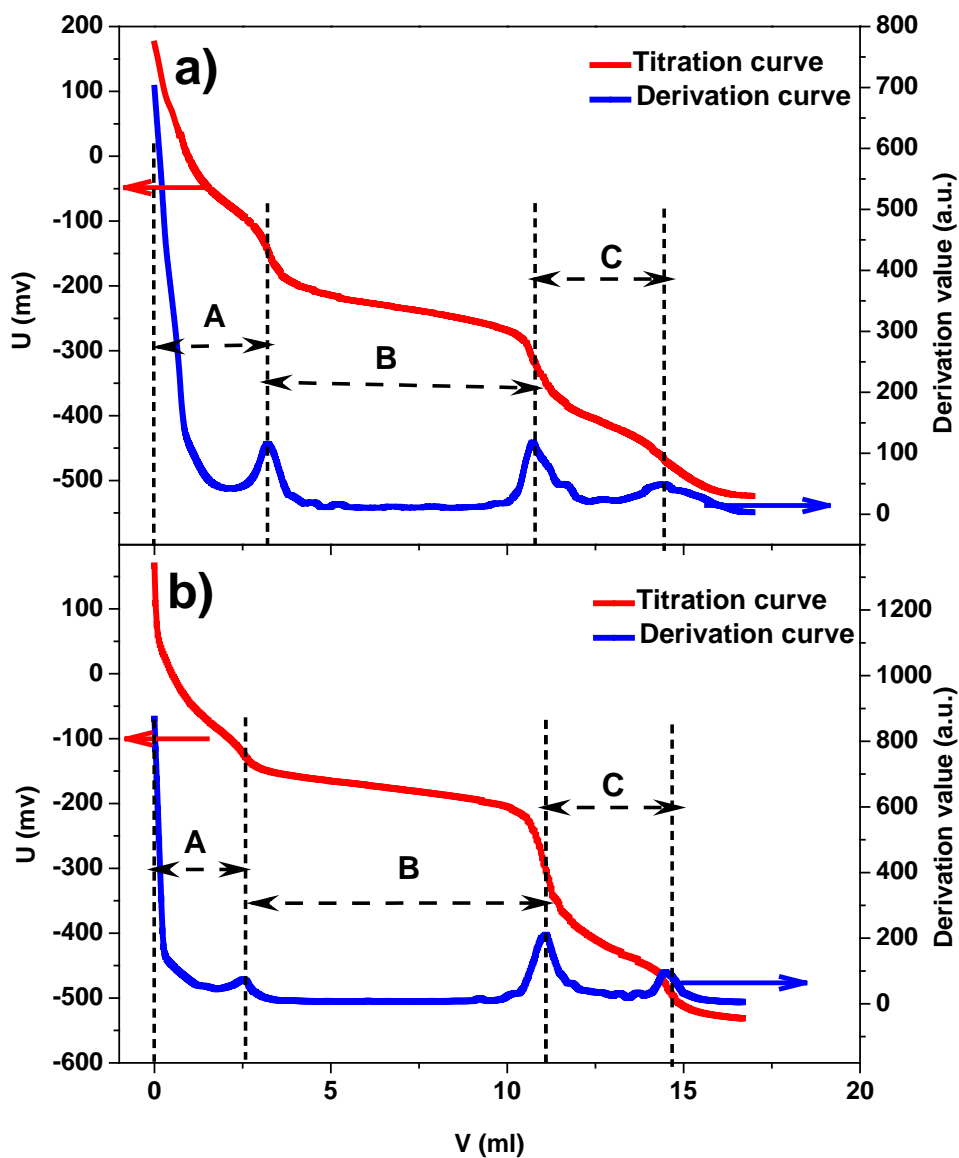 a)
Titration curve
Derivation curve
200
100
0
-100
-200
-300
-400
-500
U (mv)
A
B
C
800
700
600
500
400
300
200
100
0
Derivation value (a.u.)
b)
Titration curve
Derivation curve
100
0
-100
-200
-300
-400
-500
-600
U (mv)
A
B
C
1200
1000
800
600
400
200
0
Derivation value (a.u.)
0 5 10 15 20
V (ml)